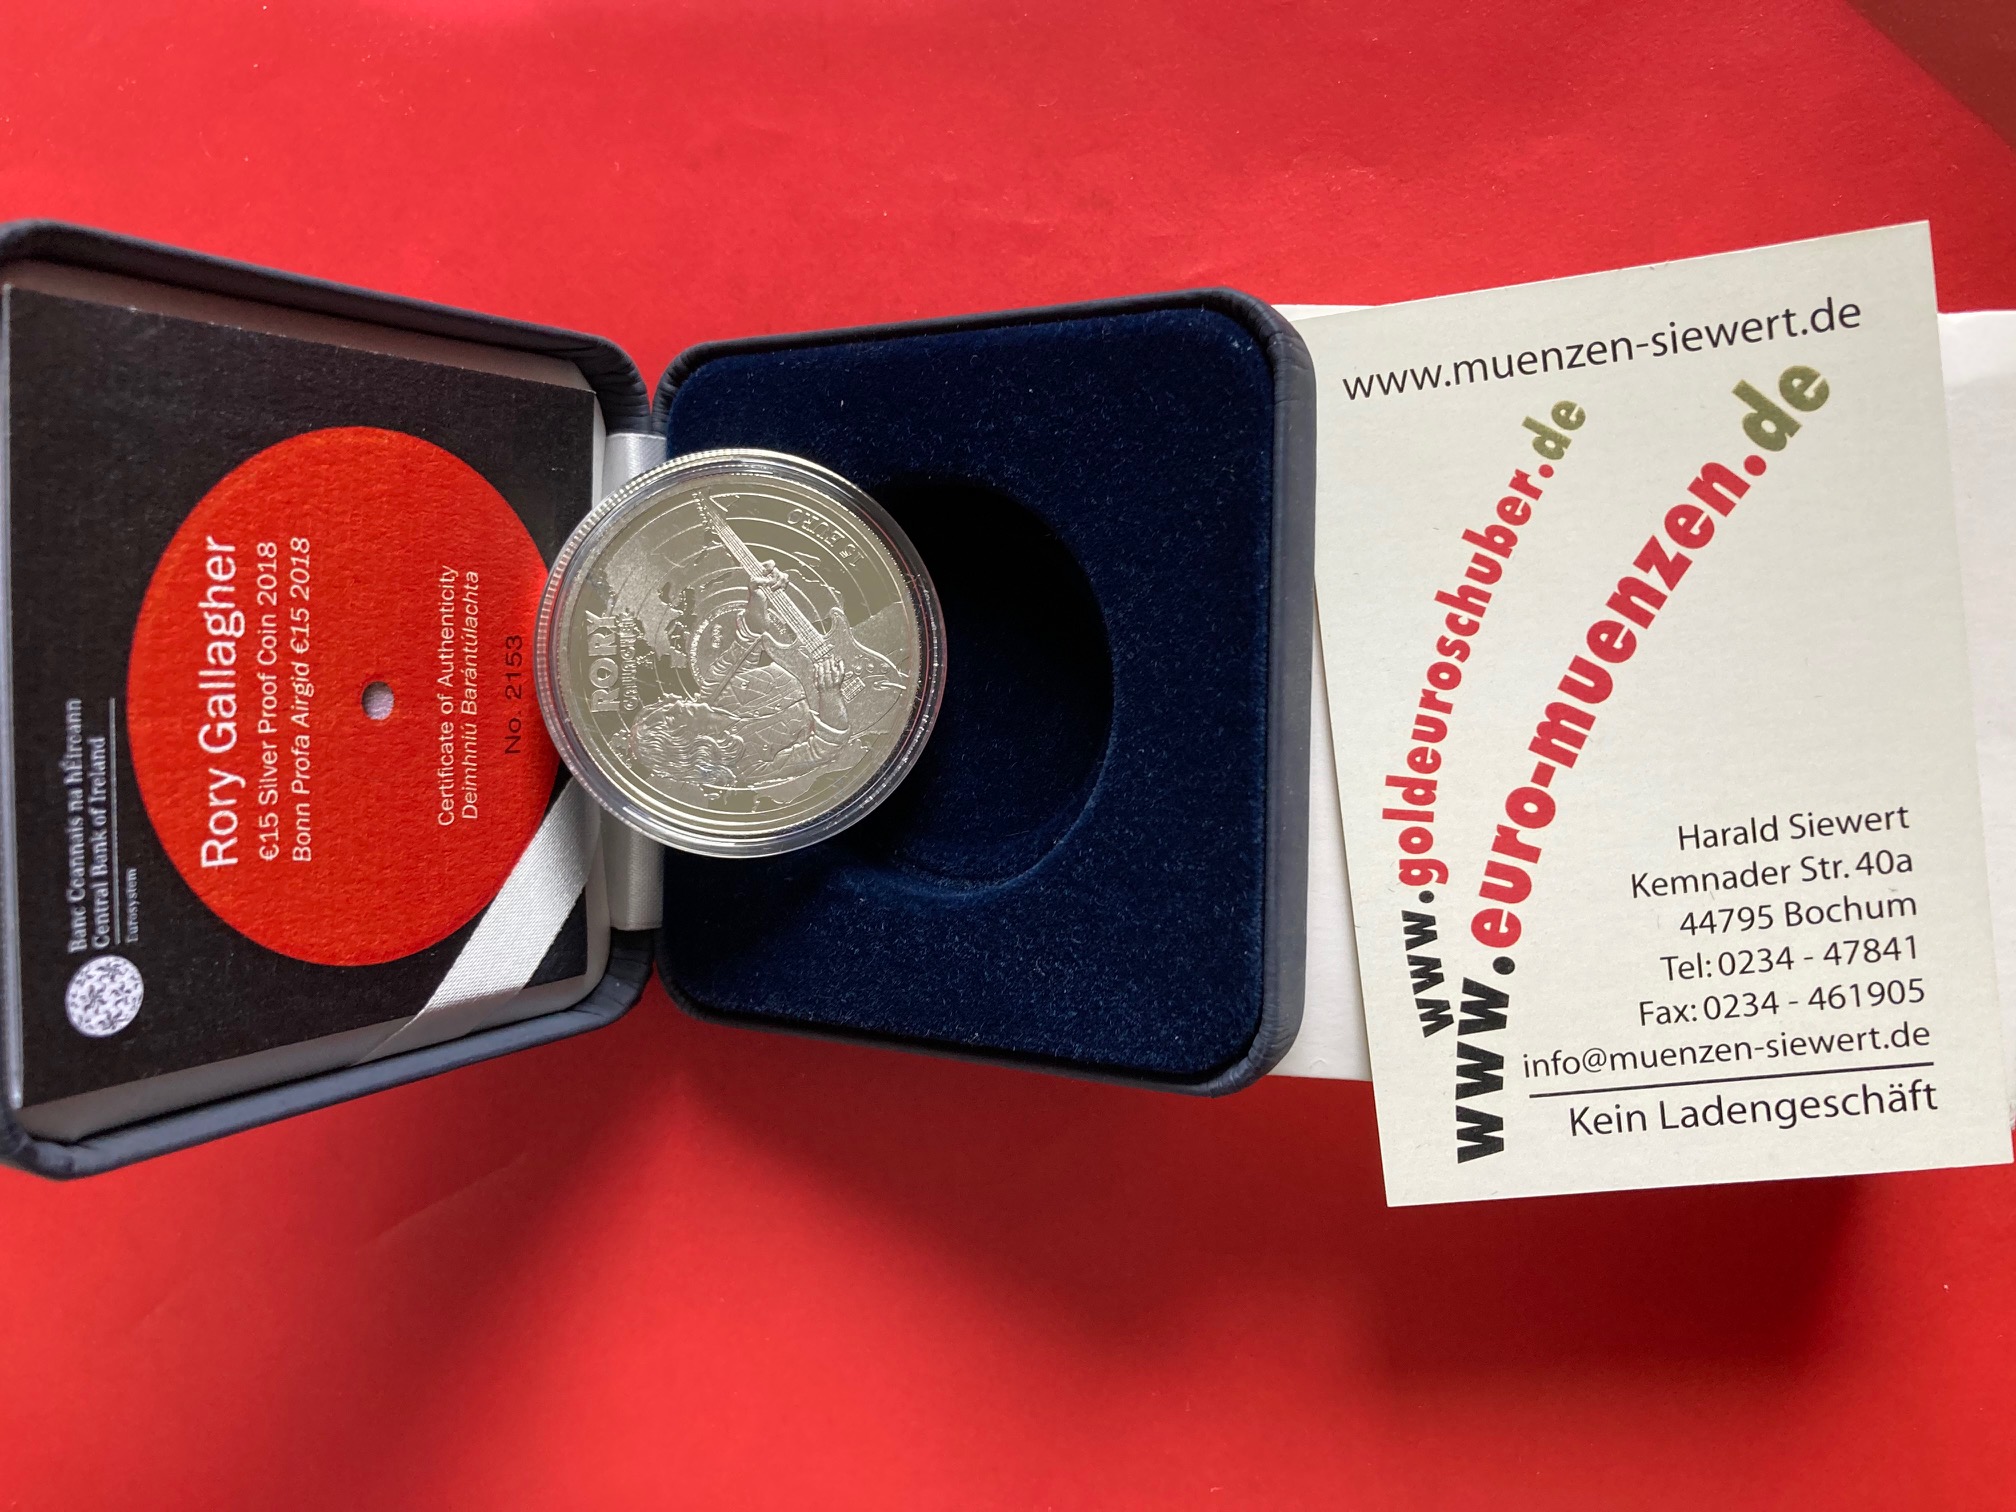 Banc Ceannais na hÉireann
Central Bank of Ireland
Eurosystem
Rory Gallagher
€15 Silver Proof Coin 2018
Bonn Profa Airgid €15 2018
Certificate of Authenticity
Deimhniú Barántúlachta
No. 2153
RORY
GALLAGHER
15 EURO
www.muenzen-siewert.de
www.goldeuroschuber.de
www.euro-muenzen.de
Harald Siewert
Kemnader Str. 40a
44795 Bochum
Tel: 0234 - 47841
Fax: 0234 - 461905
info@muenzen-siewert.de
Kein Ladengeschäft